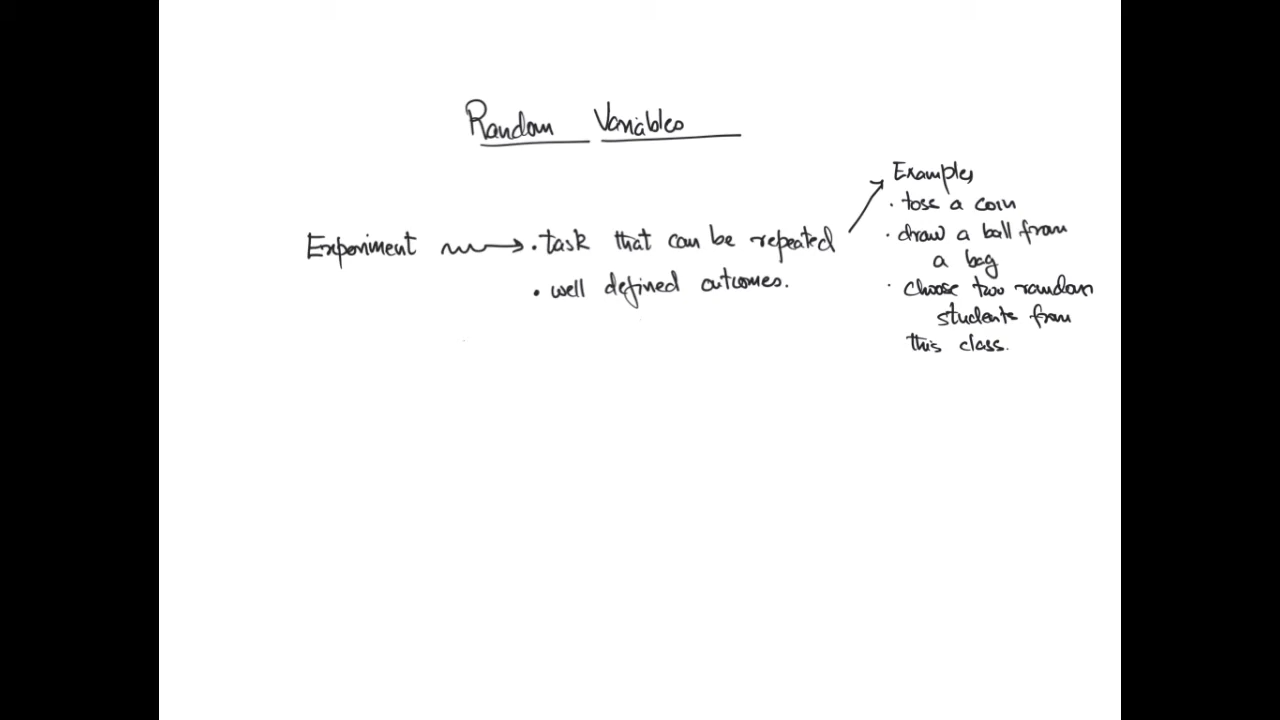 Random Variables
Experiment → • task that can be repeated
• well defined outcomes.
Examples
• toss a coin
• draw a ball from
a bag
• choose two random
students from
this class.